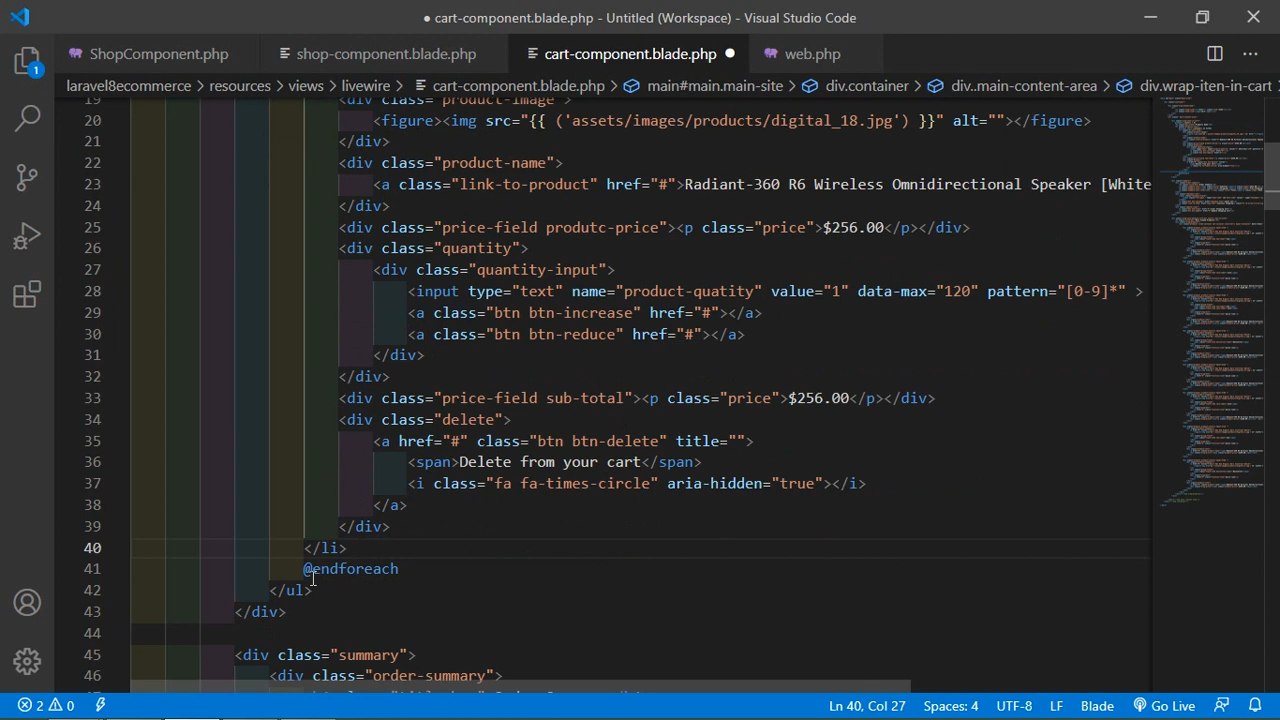 ● cart-component.blade.php - Untitled (Workspace) - Visual Studio Code
ShopComponent.php shop-component.blade.php cart-component.blade.php ● web.php
laravel8ecommerce > resources > views > livewire > cart-component.blade.php > main#main.main-site > div.container > div..main-content-area > div.wrap-iten-in-cart
1
19 <div class="product-image">
20 <figure><img src="{{ ('assets/images/products/digital_18.jpg') }}" alt=""></figure>
21 </div>
22 <div class="product-name">
23 <a class="link-to-product" href="#">Radiant-360 R6 Wireless Omnidirectional Speaker [White
24 </div>
25 <div class="price-field produtc-price"><p class="price">$256.00</p></div>
26 <div class="quantity">
27 <div class="quantity-input">
28 <input type="text" name="product-quatity" value="1" data-max="120" pattern="[0-9]*" >
29 <a class="btn btn-increase" href="#"></a>
30 <a class="btn btn-reduce" href="#"></a>
31 </div>
32 </div>
33 <div class="price-field sub-total"><p class="price">$256.00</p></div>
34 <div class="delete">
35 <a href="#" class="btn btn-delete" title="">
36 <span>Delete from your cart</span>
37 <i class="fa fa-times-circle" aria-hidden="true"></i>
38 </a>
39 </div>
40 </li>
41 @endforeach
42 </ul>
43 </div>
44
45 <div class="summary">
46 <div class="order-summary">
2 0 Ln 40, Col 27 Spaces: 4 UTF-8 LF Blade Go Live